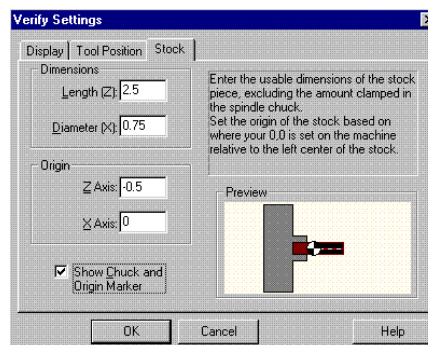 Verify Settings
Display Tool Position Stock
Dimensions
Length (Z): 2.5
Diameter (X): 0.75
Enter the usable dimensions of the stock
piece, excluding the amount clamped in
the spindle chuck.
Set the origin of the stock based on
where your 0,0 is set on the machine
relative to the left center of the stock.
Origin
Z Axis: -0.5
X Axis: 0
Preview
Show Chuck and
Origin Marker
OK Cancel Help